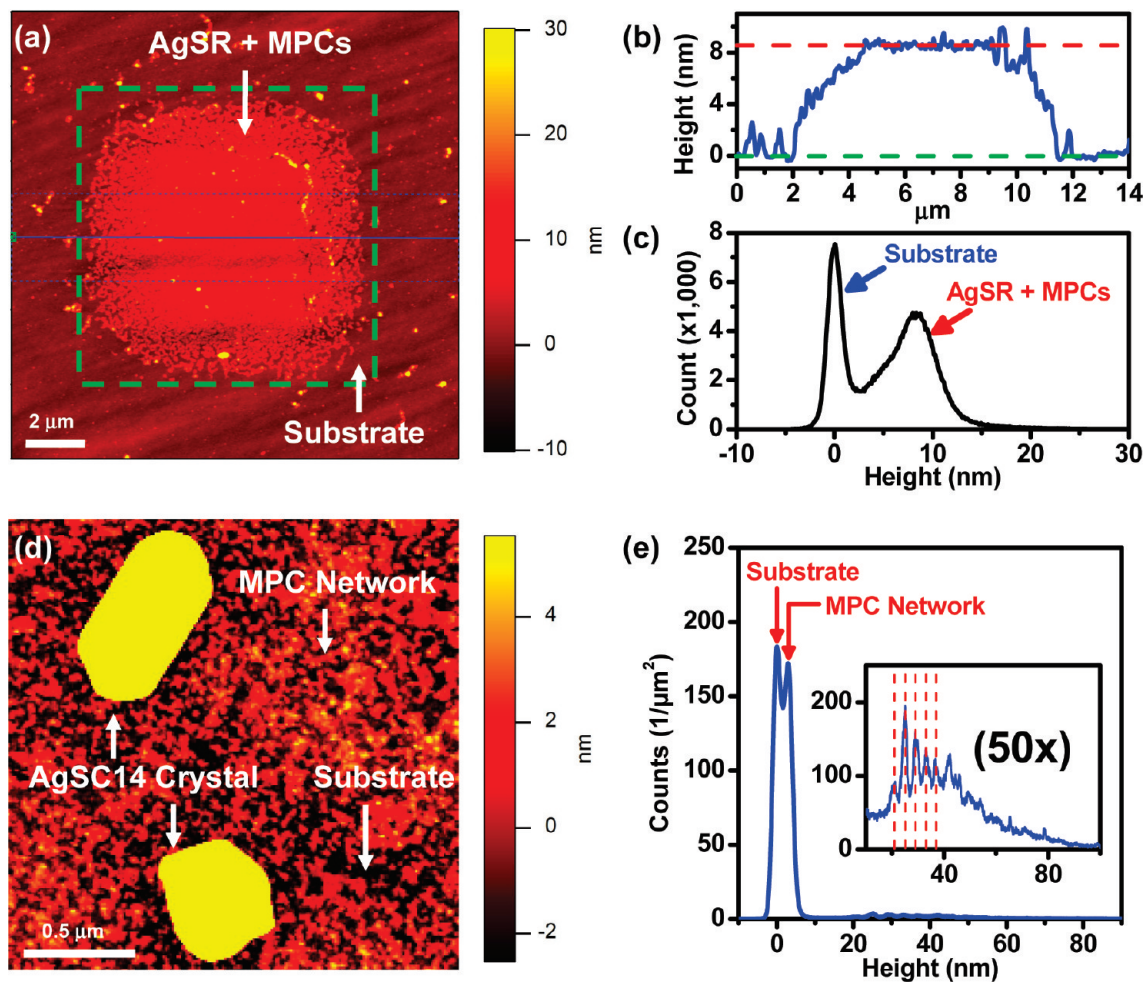 (a)
AgSR + MPCs
Substrate
2 μm
30
20
10
0
-10
nm
(b)
Height (nm)
8
4
0
0 2 4 6 8 10 12 14
μm
(c)
Count (x1,000)
8
6
4
2
0
Substrate
AgSR + MPCs
-10 0 10 20 30
Height (nm)
(d)
MPC Network
AgSC14 Crystal
Substrate
0.5 μm
4
2
0
-2
nm
(e)
Counts (1/μm²)
250
200
150
100
50
0
Substrate
MPC Network
(50x)
200
100
0
40 80
0 20 40 60 80
Height (nm)